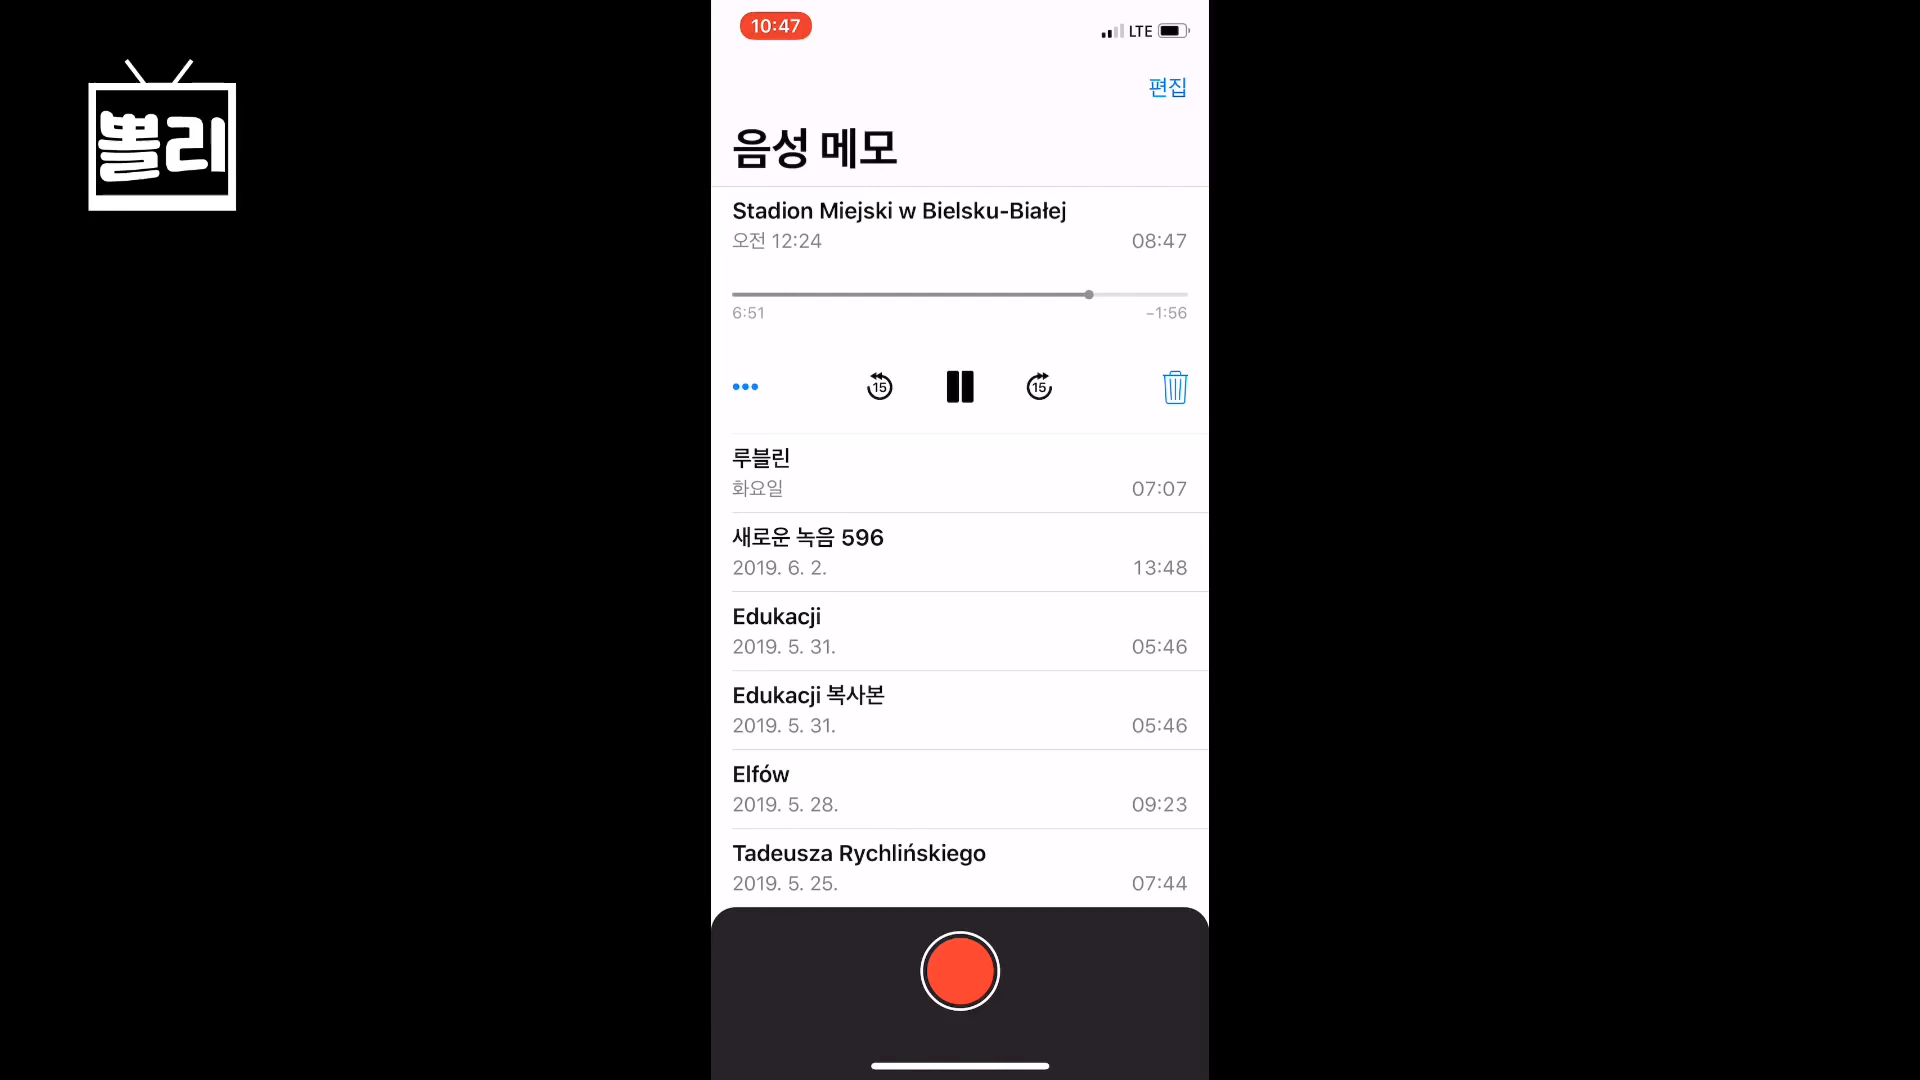 뽈리
10:47
LTE
편집
음성 메모
Stadion Miejski w Bielsku-Białej
오전 12:24 08:47
6:51 −1:56
15 15
루블린
화요일 07:07
새로운 녹음 596
2019. 6. 2. 13:48
Edukacji
2019. 5. 31. 05:46
Edukacji 복사본
2019. 5. 31. 05:46
Elfów
2019. 5. 28. 09:23
Tadeusza Rychlińskiego
2019. 5. 25. 07:44